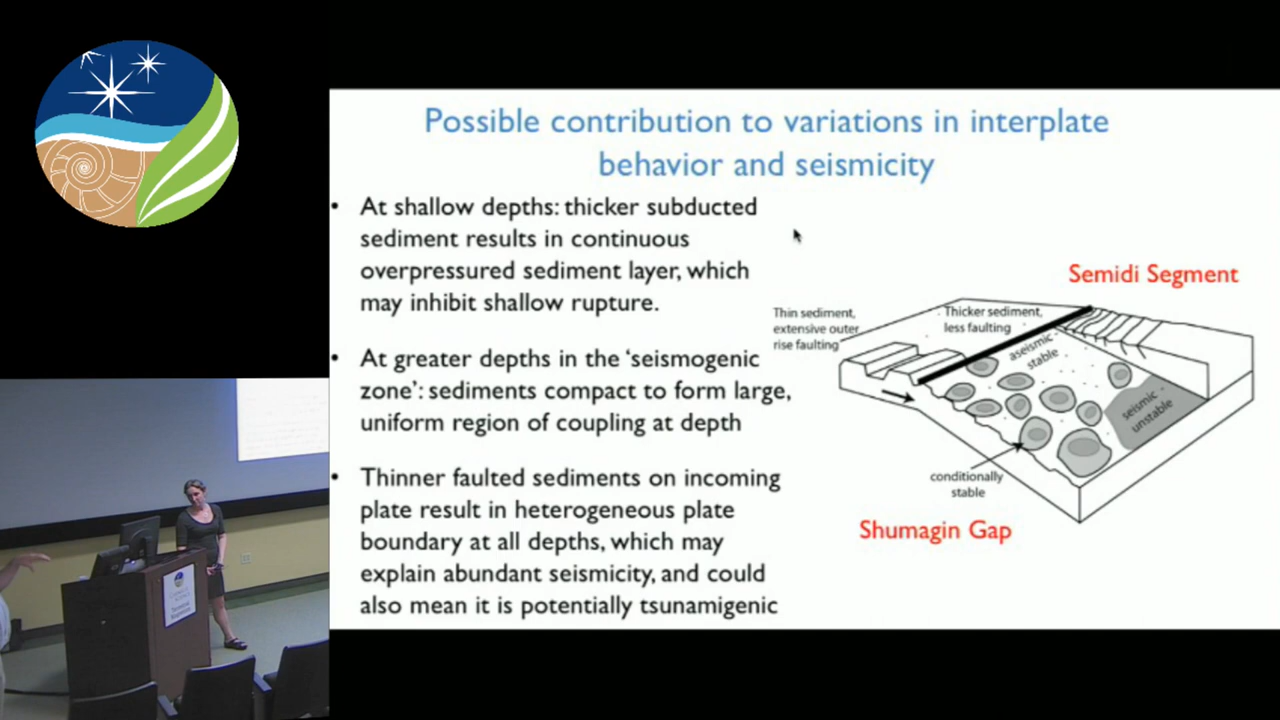 Possible contribution to variations in interplate
behavior and seismicity
• At shallow depths: thicker subducted
sediment results in continuous
overpressured sediment layer, which
may inhibit shallow rupture.
• At greater depths in the ‘seismogenic
zone’: sediments compact to form large,
uniform region of coupling at depth
• Thinner faulted sediments on incoming
plate result in heterogeneous plate
boundary at all depths, which may
explain abundant seismicity, and could
also mean it is potentially tsunamigenic
Semidi Segment
Thin sediment,
extensive outer
rise faulting
Thicker sediment,
less faulting
aseismic
stable
seismic
unstable
conditionally
stable
Shumagin Gap